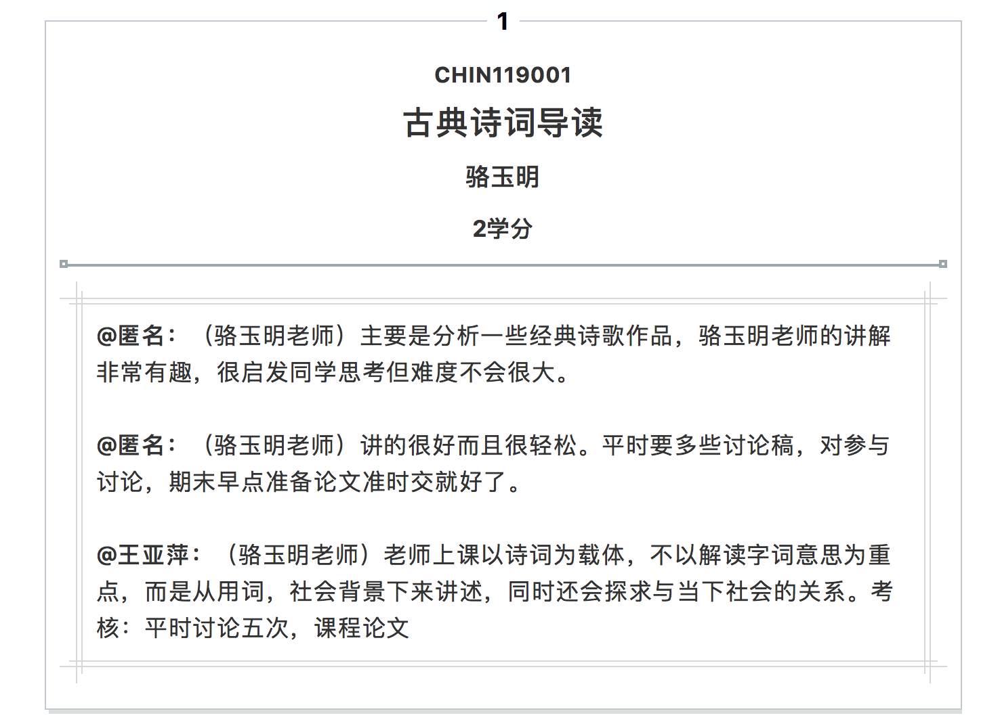 1
CHIN119001
古典诗词导读
骆玉明
2学分
@匿名：（骆玉明老师）主要是分析一些经典诗歌作品，骆玉明老师的讲解
非常有趣，很启发同学思考但难度不会很大。
@匿名：（骆玉明老师）讲的很好而且很轻松。平时要多些讨论稿，对参与
讨论，期末早点准备论文准时交就好了。
@王亚萍：（骆玉明老师）老师上课以诗词为载体，不以解读字词意思为重
点，而是从用词，社会背景下来讲述，同时还会探求与当下社会的关系。考
核：平时讨论五次，课程论文